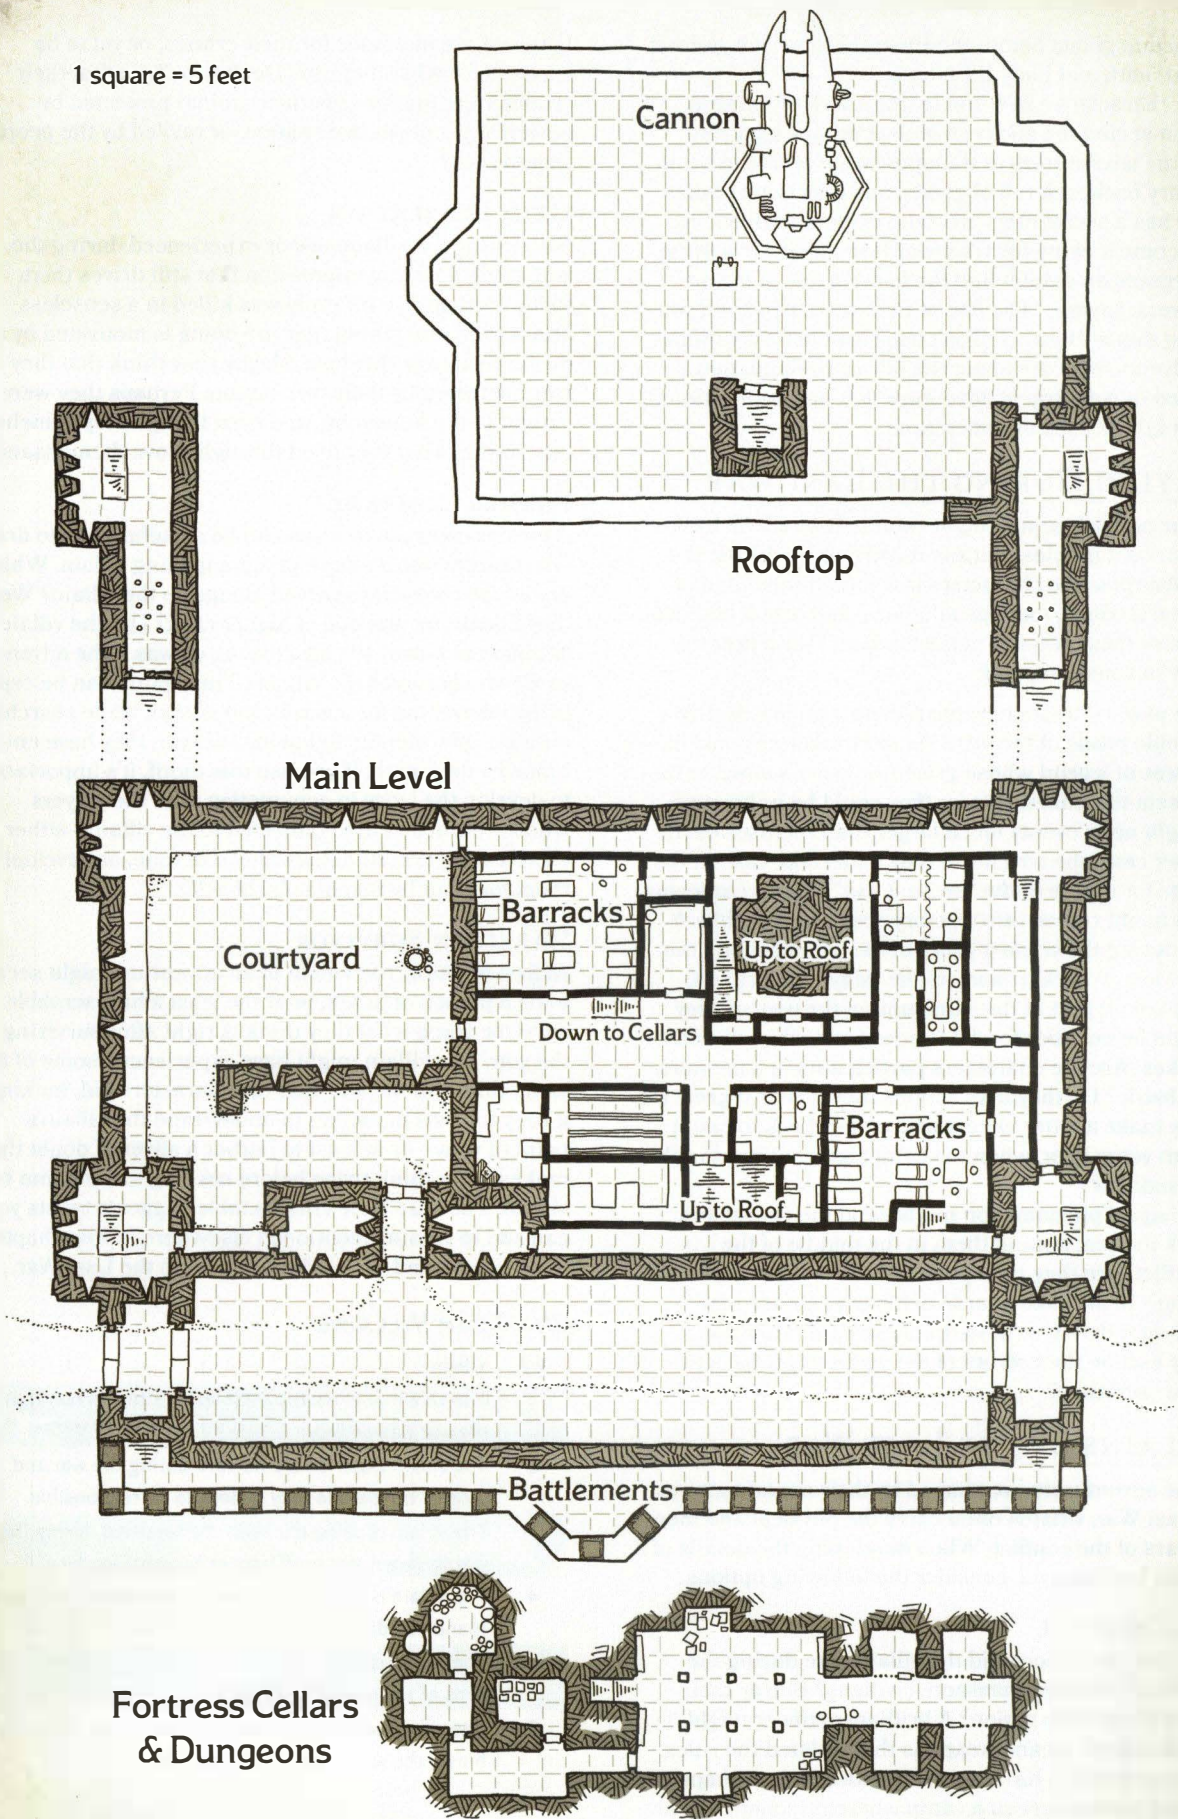 1 square = 5 feet
Cannon
Rooftop
Main Level
Barracks
Up to Roof
Courtyard
Down to Cellars
Barracks
Up to Roof
Battlements
Fortress Cellars
& Dungeons